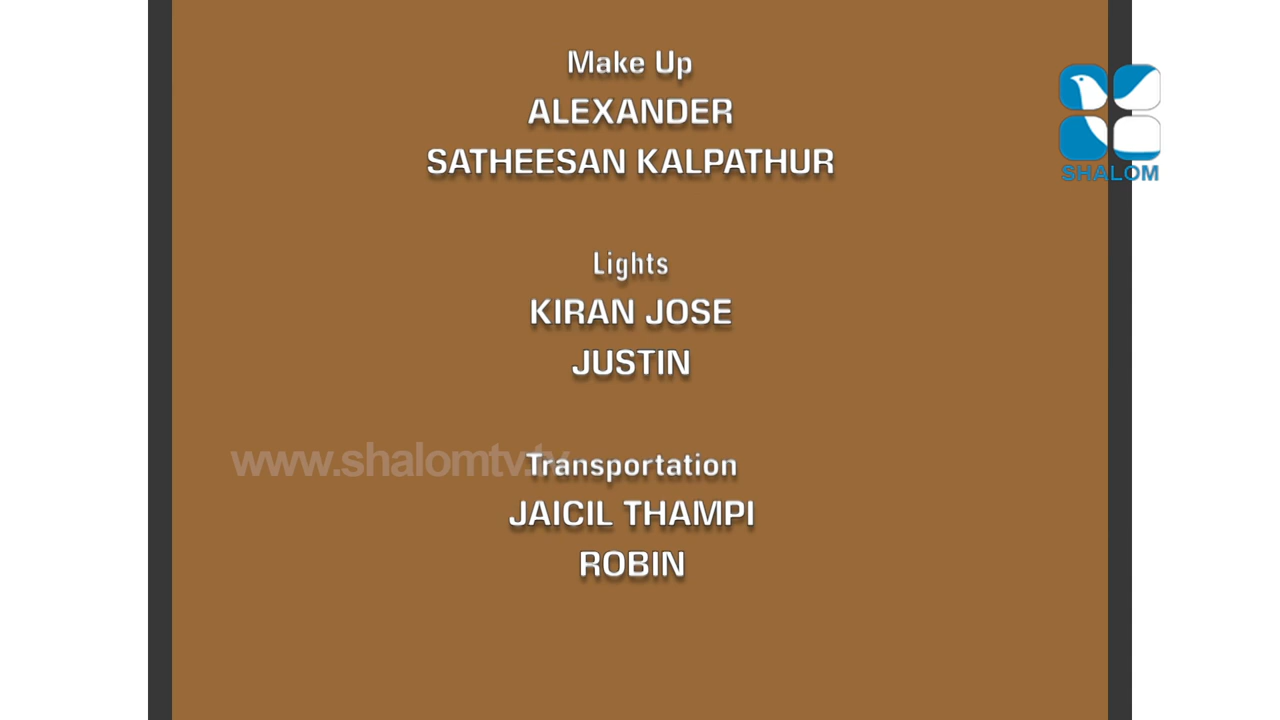 Make Up
ALEXANDER
SATHEESAN KALPATHUR
SHALOM
Lights
KIRAN JOSE
JUSTIN
www.shalomtv.tv
Transportation
JAICIL THAMPI
ROBIN